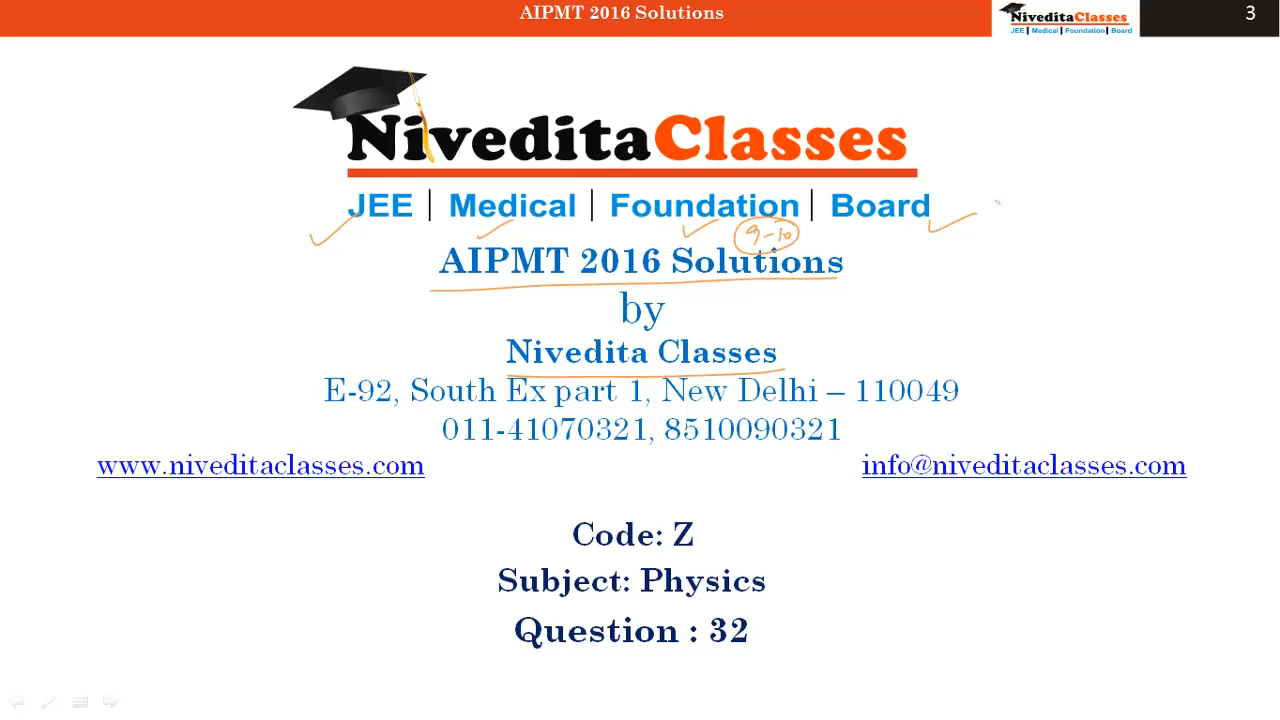 AIPMT 2016 Solutions
NiveditaClasses
JEE | Medical | Foundation | Board
3
NiveditaClasses
JEE | Medical | Foundation | Board
9-10
AIPMT 2016 Solutions
by
Nivedita Classes
E-92, South Ex part 1, New Delhi – 110049
011-41070321, 8510090321
www.niveditaclasses.com
info@niveditaclasses.com
Code: Z
Subject: Physics
Question : 32